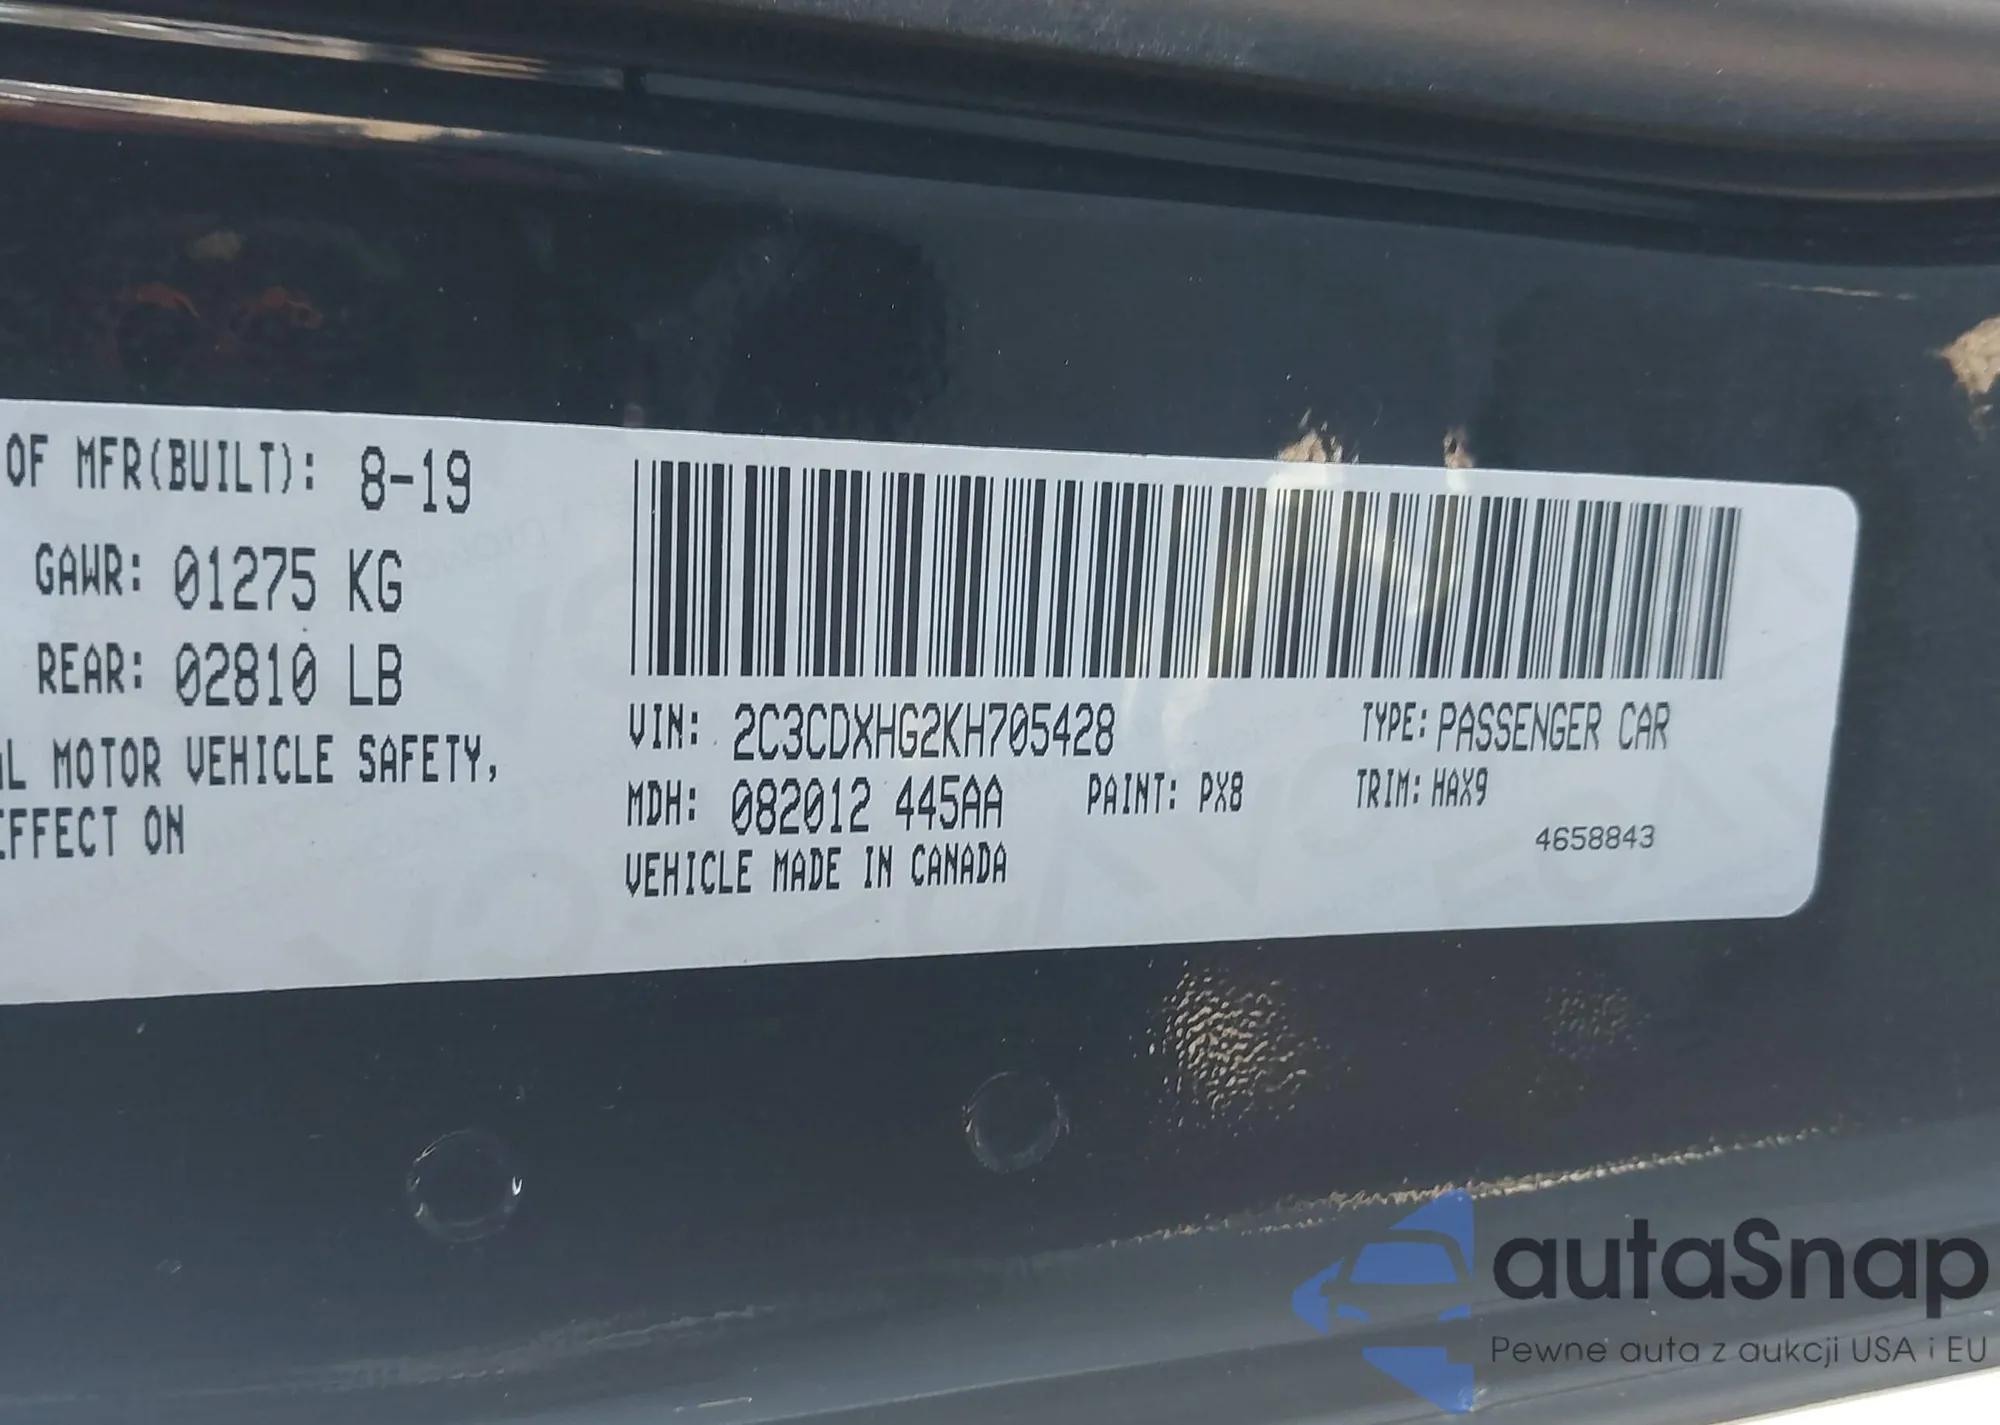 OF MFR(BUILT): 8-19
GAWR: 01275 KG
REAR: 02810 LB
MOTOR VEHICLE SAFETY,
EFFECT ON
VIN: 2C3CDXHG2KH705428
TYPE: PASSENGER CAR
MDH: 082012 445AA
PAINT: PX8
TRIM: HAX9
VEHICLE MADE IN CANADA
4658843
autaSnap
Pewne auta z aukcji USA i EU